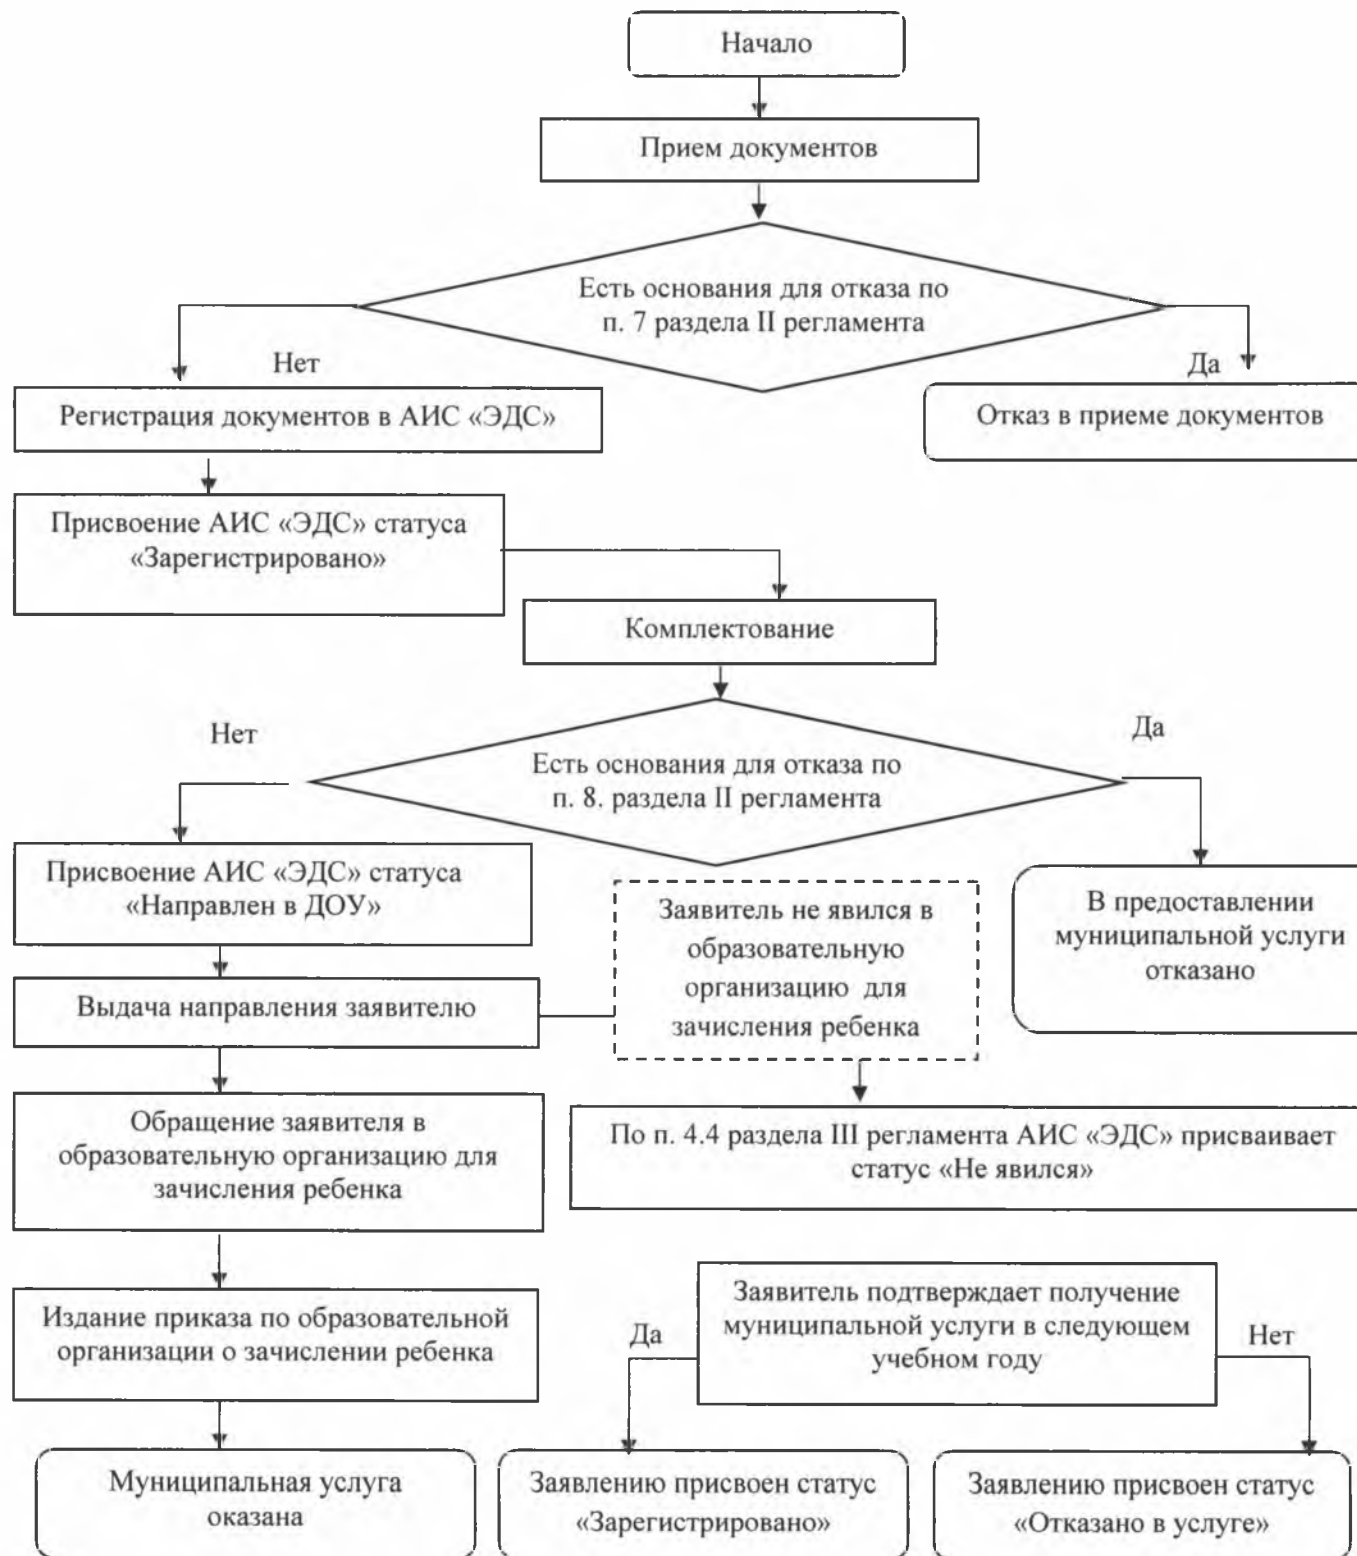 Начало
Прием документов
Есть основания для отказа по
п. 7 раздела II регламента
Нет
Да
Регистрация документов в АИС «ЭДС»
Отказ в приеме документов
Присвоение АИС «ЭДС» статуса
«Зарегистрировано»
Комплектование
Нет
Да
Есть основания для отказа по
п. 8. раздела II регламента
Присвоение АИС «ЭДС» статуса
«Направлен в ДОУ»
Заявитель не явился в
образовательную
организацию для
зачисления ребенка
В предоставлении
муниципальной услуги
отказано
Выдача направления заявителю
Обращение заявителя в
образовательную организацию для
зачисления ребенка
По п. 4.4 раздела III регламента АИС «ЭДС» присваивает
статус «Не явился»
Издание приказа по образовательной
организации о зачислении ребенка
Да
Заявитель подтверждает получение
муниципальной услуги в следующем
учебном году
Нет
Муниципальная услуга
оказана
Заявлению присвоен статус
«Зарегистрировано»
Заявлению присвоен статус
«Отказано в услуге»